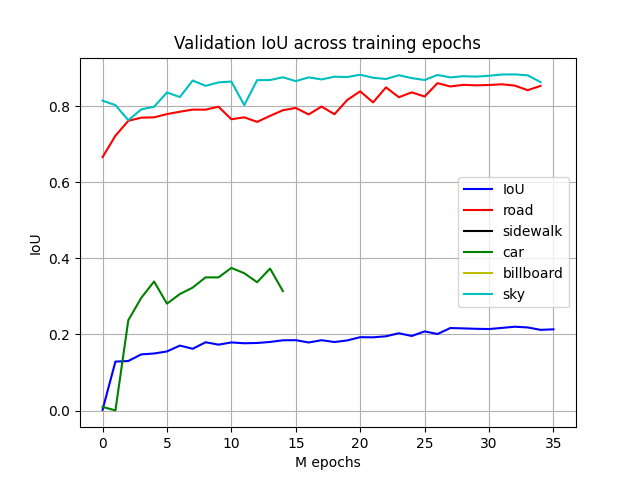 Validation IoU across training epochs
IoU
0.8
0.6
0.4
0.2
0.0
IoU
road
sidewalk
car
billboard
sky
0 5 10 15 20 25 30 35
M epochs